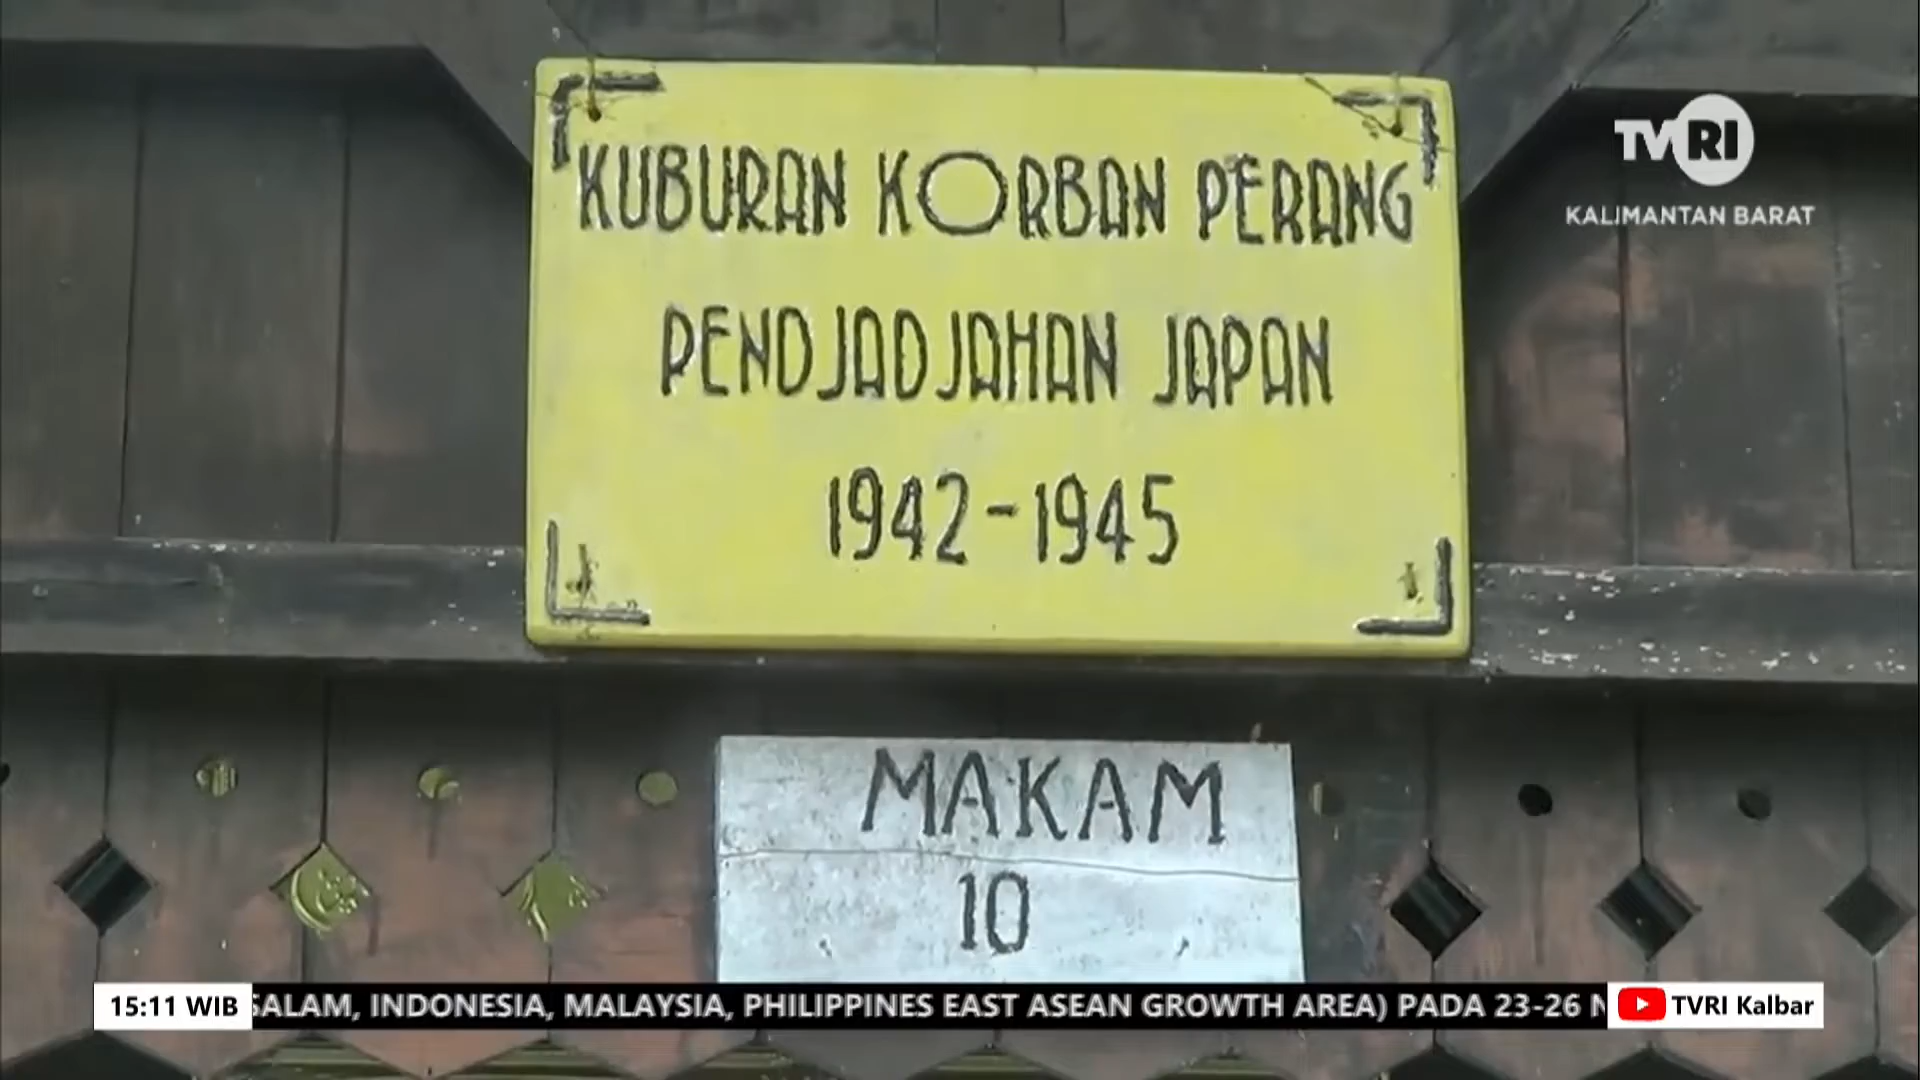 KUBURAN KORBAN PERANG
PENDJADJAHAN JAPAN
1942-1945
TVRI
KALIMANTAN BARAT
MAKAM
10
15:11 WIB
SALAM, INDONESIA, MALAYSIA, PHILIPPINES EAST ASEAN GROWTH AREA) PADA 23-26
TVRI Kalbar